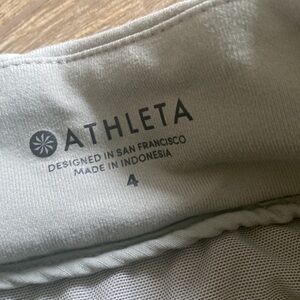 ATHLETA
DESIGNED IN SAN FRANCISCO
MADE IN INDONESIA
4